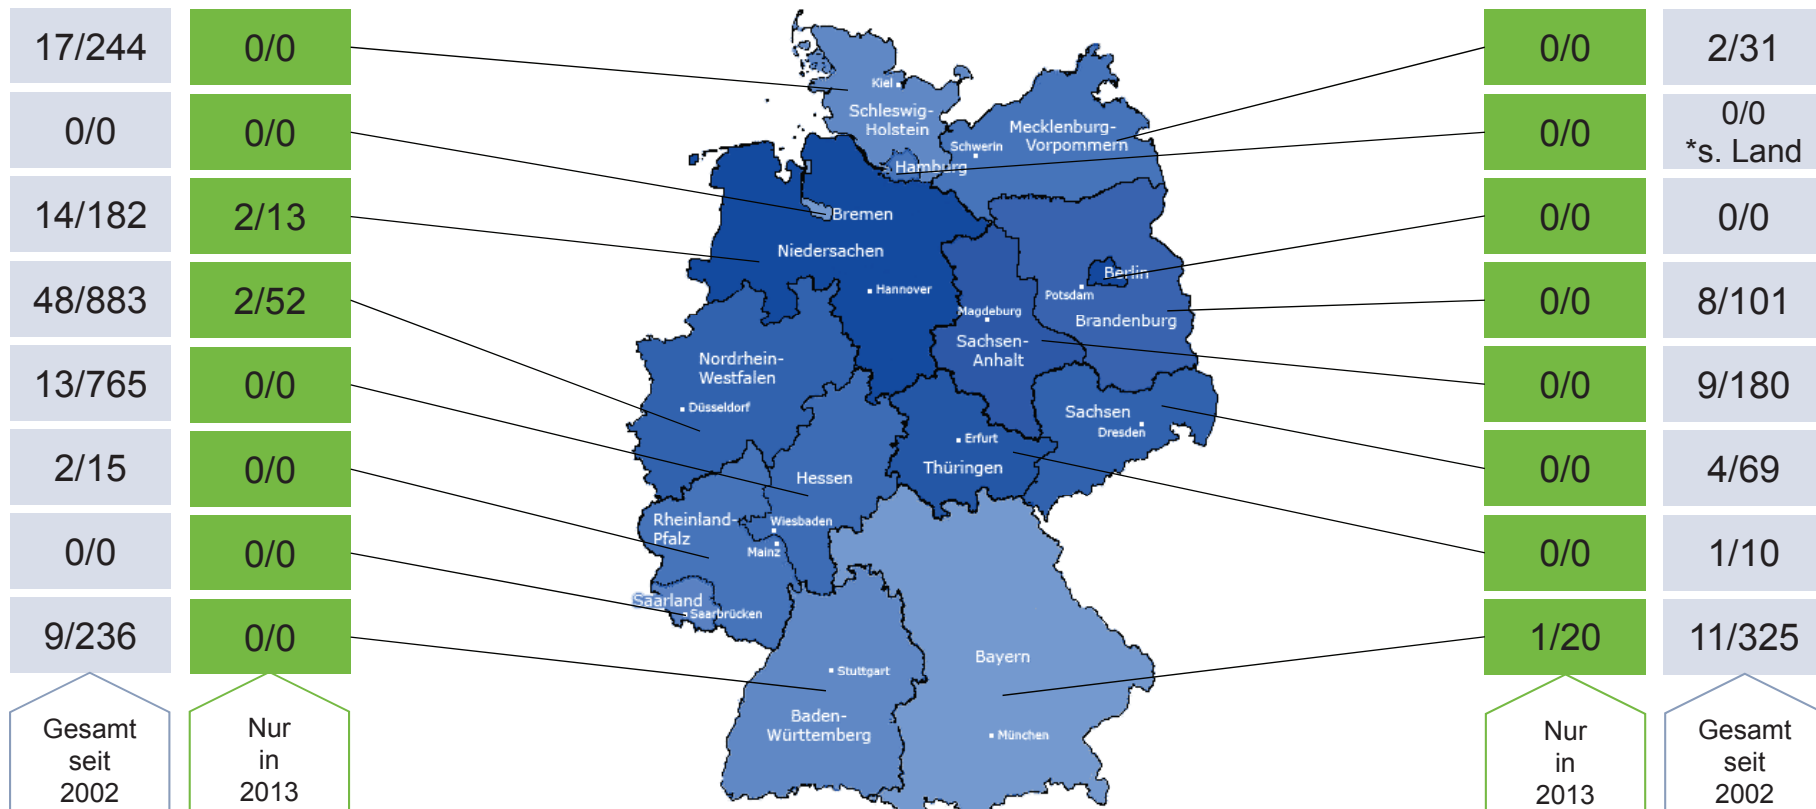 17/244
0/0
0/0
0/0
14/182
2/13
48/883
2/52
13/765
0/0
2/15
0/0
0/0
0/0
9/236
0/0
Gesamt
seit
2002
Nur
in
2013
Kiel
Schleswig-
Holstein
Mecklenburg-
Vorpommern
Schwerin
Hamburg
Bremen
Niedersachen
Hannover
Berlin
Potsdam
Brandenburg
Magdeburg
Sachsen-
Anhalt
Nordrhein-
Westfalen
Düsseldorf
Sachsen
Dresden
Erfurt
Thüringen
Hessen
Wiesbaden
Rheinland-
Pfalz
Mainz
Saarland
Saarbrücken
Stuttgart
Baden-
Württemberg
Bayern
München
0/0
2/31
0/0
0/0
*s. Land
0/0
0/0
0/0
8/101
0/0
9/180
0/0
4/69
0/0
1/10
1/20
11/325
Nur
in
2013
Gesamt
seit
2002